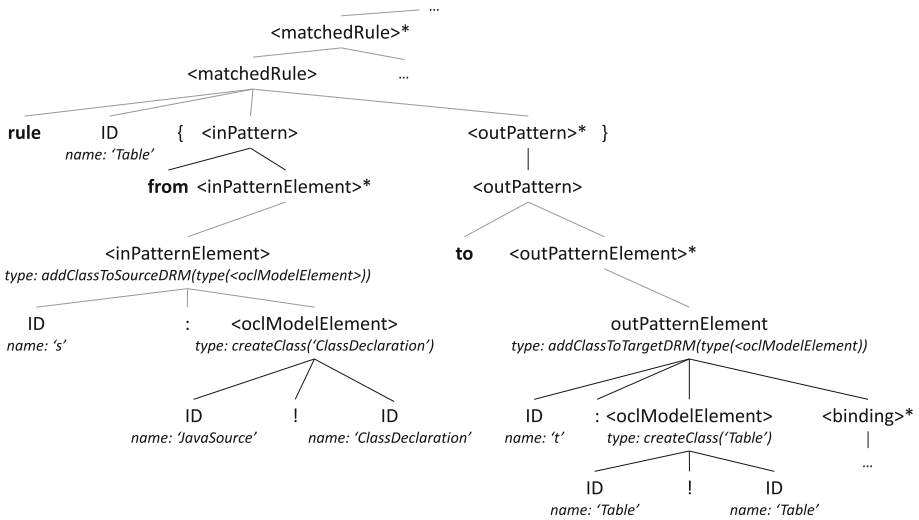 ...
<matchedRule>*
<matchedRule> ...
rule ID { <inPattern> <outPattern>* }
name: ‘Table’
from <inPatternElement>* <outPattern>
<inPatternElement> to <outPatternElement>*
type: addClassToSourceDRM(type(<oclModelElement>))
ID : <oclModelElement> outPatternElement
name: ‘s’ type: createClass(‘ClassDeclaration’) type: addClassToTargetDRM(type(<oclModelElement))
ID ! ID ID : <oclModelElement> <binding>*
name: ‘JavaSource’ name: ‘ClassDeclaration’ name: ‘t’ type: createClass(‘Table’)
...
ID ! ID
name: ‘Table’ name: ‘Table’